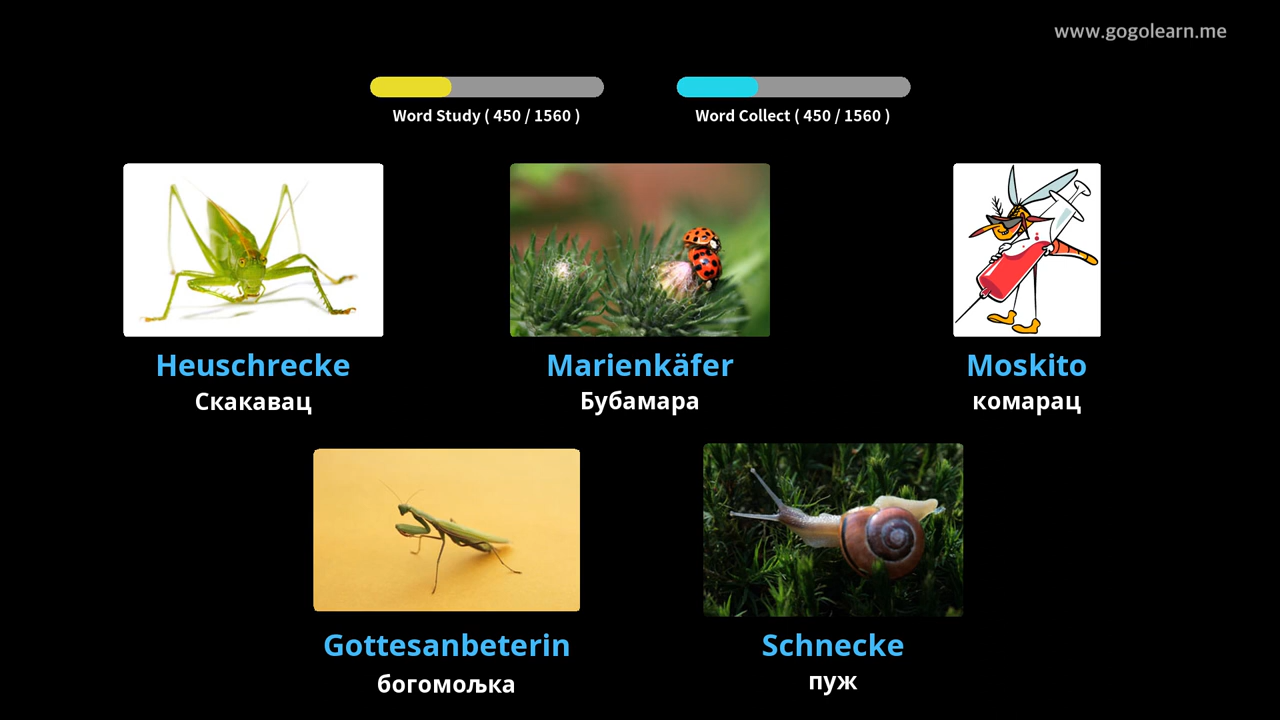 www.gogolearn.me
Word Study ( 450 / 1560 )
Word Collect ( 450 / 1560 )
Heuschrecke
Скакавац
Marienkäfer
Бубамара
Moskito
комарац
Gottesanbeterin
богомољка
Schnecke
пуж